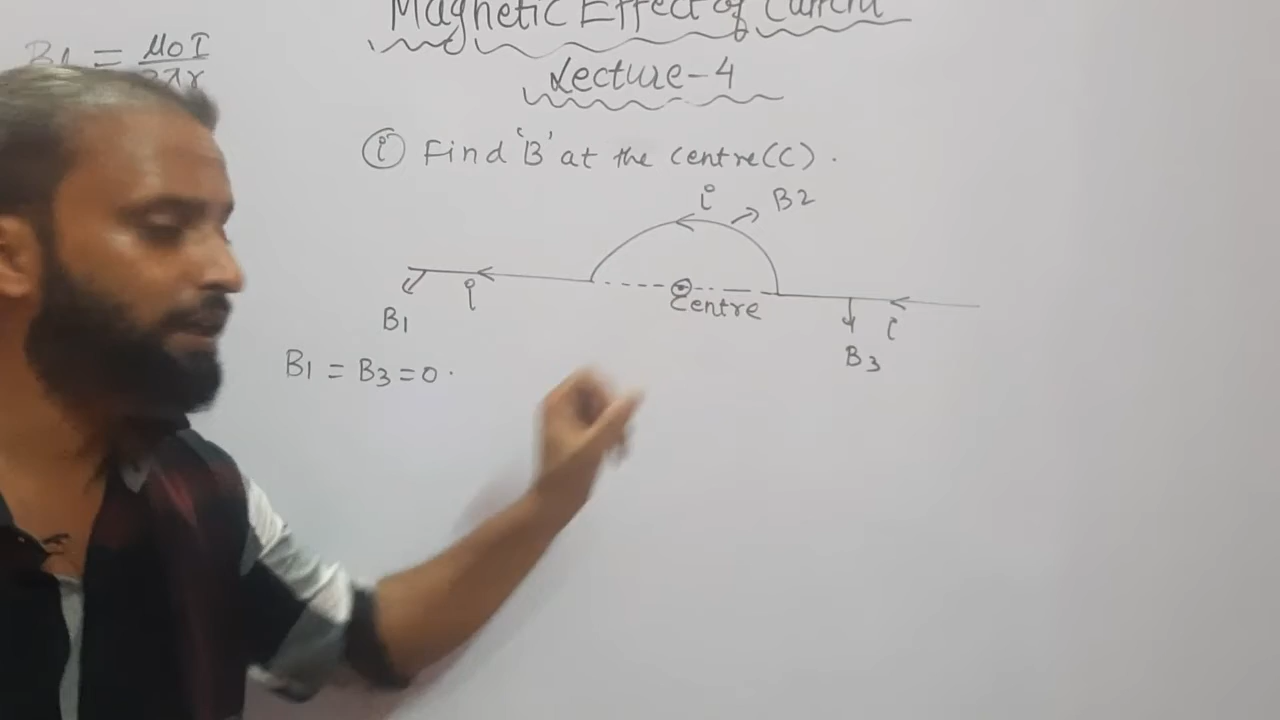 Magnetic Effect of Current
Lecture-4
B1 = μ0 I
2πr
(i) Find 'B' at the centre (C).
i B2
i
B1
Centre
i
B3
B1 = B3 = 0.